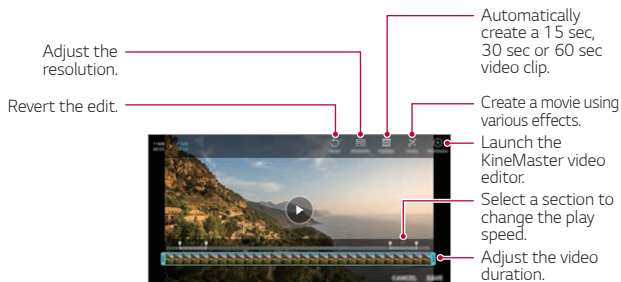 Adjust the
resolution.
Revert the edit.
Automatically
create a 15 sec,
30 sec or 60 sec
video clip.
Create a movie using
various effects.
Launch the
KineMaster video
editor.
Select a section to
change the play
speed.
Adjust the video
duration.
CANCEL SAVE